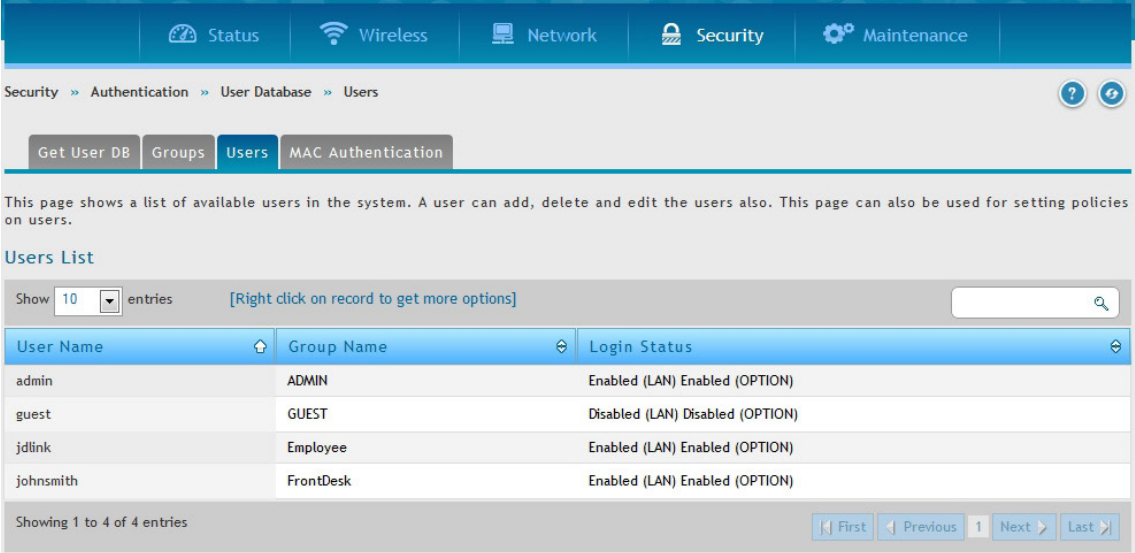 Status Wireless Network Security Maintenance
Security » Authentication » User Database » Users
Get User DB Groups Users MAC Authentication
This page shows a list of available users in the system. A user can add, delete and edit the users also. This page can also be used for setting policies
on users.
Users List
Show 10 entries [Right click on record to get more options]
User Name Group Name Login Status
admin ADMIN Enabled (LAN) Enabled (OPTION)
guest GUEST Disabled (LAN) Disabled (OPTION)
jdlink Employee Enabled (LAN) Enabled (OPTION)
johnsmith FrontDesk Enabled (LAN) Enabled (OPTION)
Showing 1 to 4 of 4 entries First Previous 1 Next Last